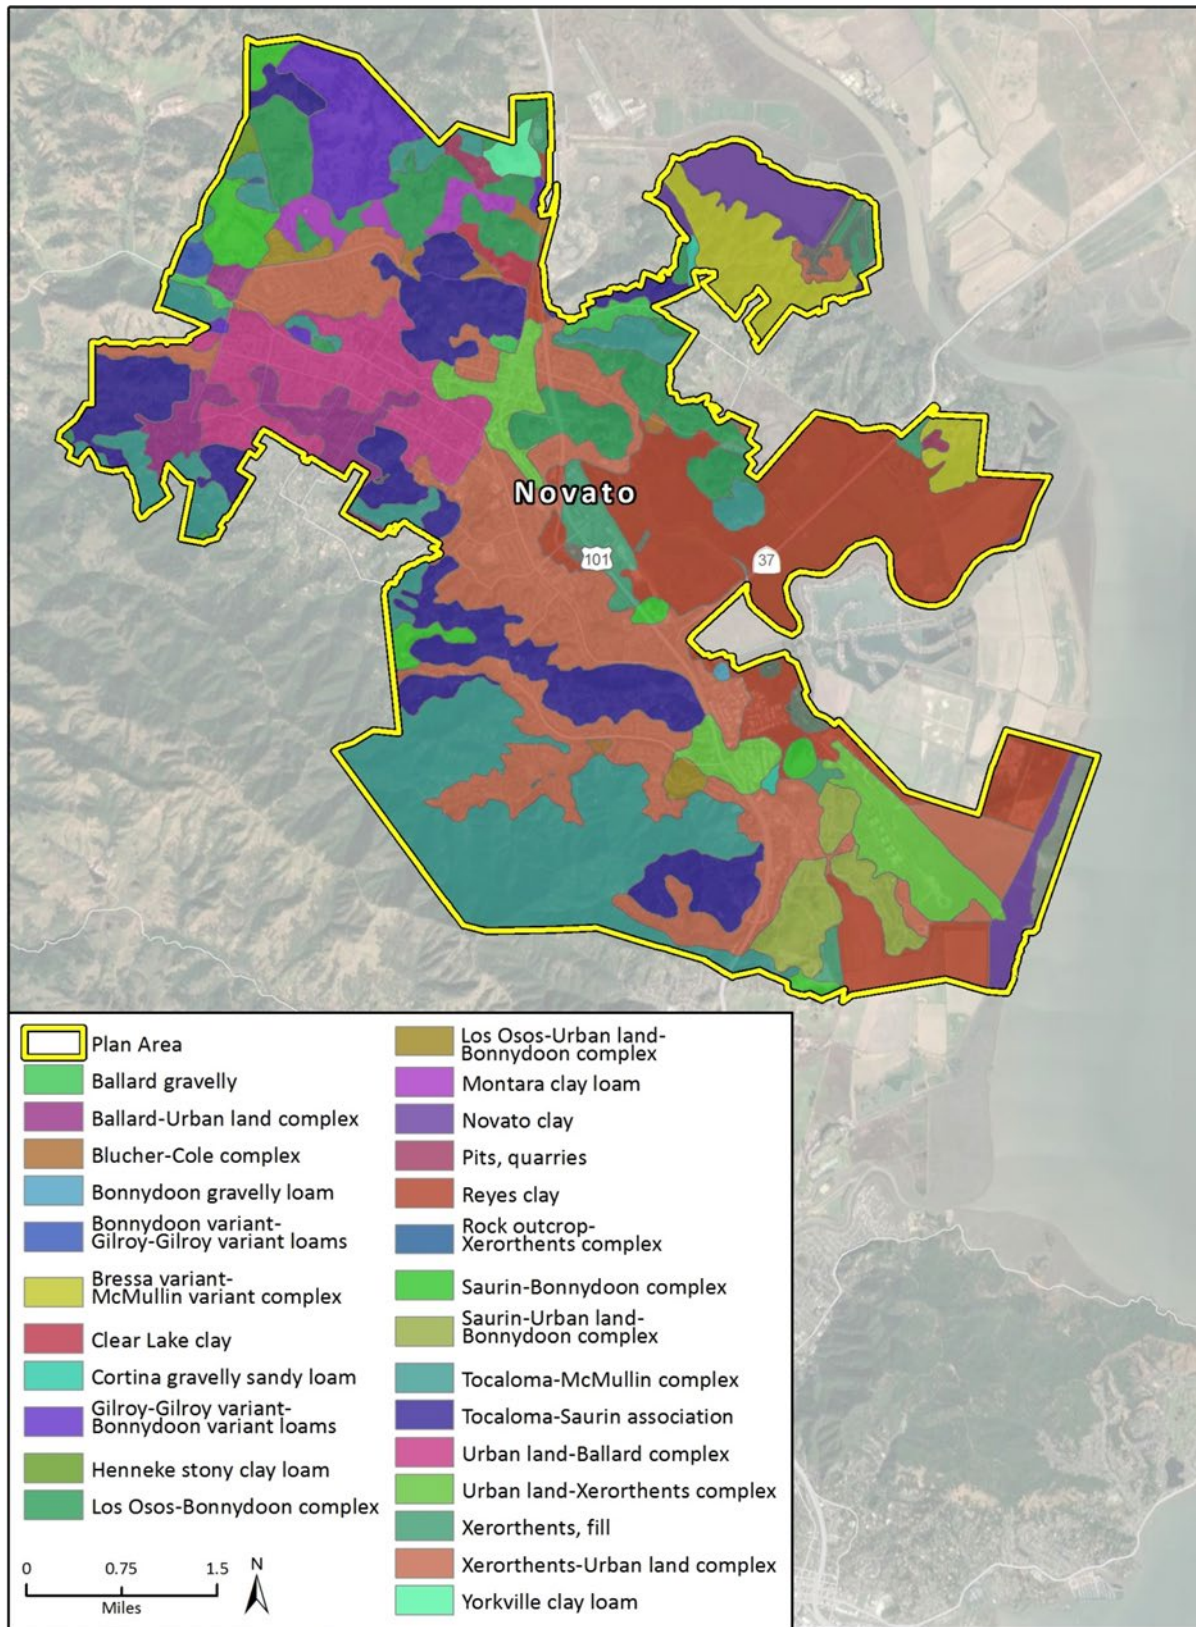 Novato
101
37
Plan Area
Ballard gravelly
Ballard-Urban land complex
Blucher-Cole complex
Bonnydoon gravelly loam
Bonnydoon variant-
Gilroy-Gilroy variant loams
Bressa variant-
McMullin variant complex
Clear Lake clay
Cortina gravelly sandy loam
Gilroy-Gilroy variant-
Bonnydoon variant loams
Henneke stony clay loam
Los Osos-Bonnydoon complex
0 0.75 1.5
Miles
N
Los Osos-Urban land-
Bonnydoon complex
Montara clay loam
Novato clay
Pits, quarries
Reyes clay
Rock outcrop-
Xerorthents complex
Saurin-Bonnydoon complex
Saurin-Urban land-
Bonnydoon complex
Tocaloma-McMullin complex
Tocaloma-Saurin association
Urban land-Ballard complex
Urban land-Xerorthents complex
Xerorthents, fill
Xerorthents-Urban land complex
Yorkville clay loam